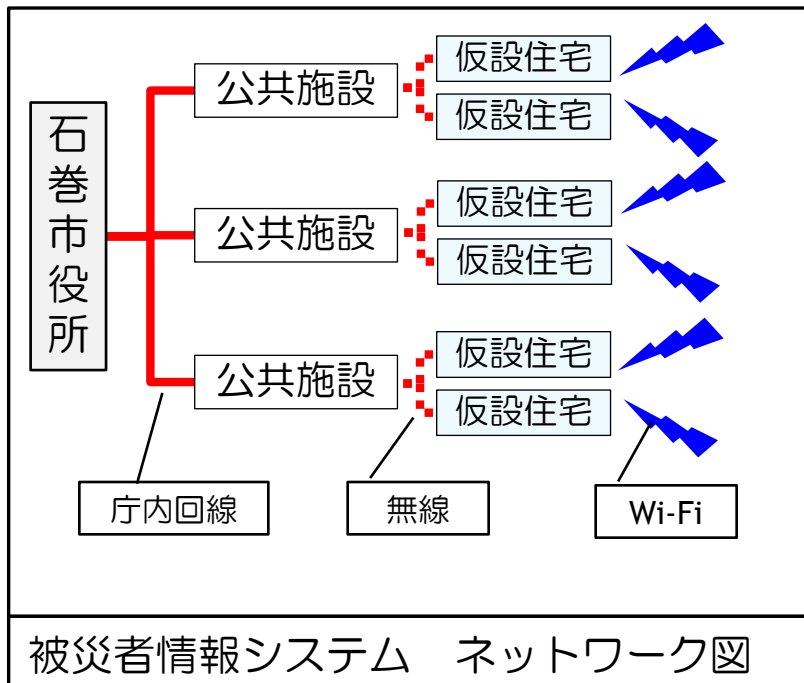 石巻市役所
公共施設
仮設住宅
仮設住宅
公共施設
仮設住宅
仮設住宅
公共施設
仮設住宅
仮設住宅
庁内回線
無線
Wi-Fi
被災者情報システム　ネットワーク図